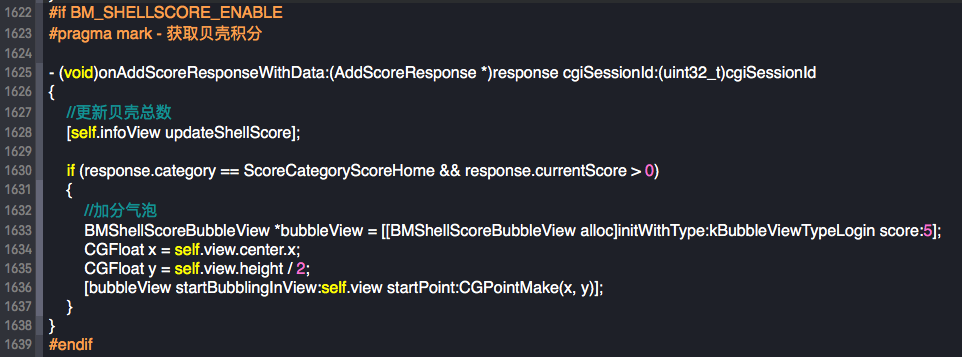 1622 #if BM_SHELLSCORE_ENABLE
1623 #pragma mark - 获取贝壳积分
1624
1625 - (void)onAddScoreResponseWithData:(AddScoreResponse *)response cgiSessionId:(uint32_t)cgiSessionId
1626 {
1627 //更新贝壳总数
1628 [self.infoView updateShellScore];
1629
1630 if (response.category == ScoreCategoryScoreHome && response.currentScore > 0)
1631 {
1632 //加分气泡
1633 BMShellScoreBubbleView *bubbleView = [[BMShellScoreBubbleView alloc]initWithType:kBubbleViewTypeLogin score:5];
1634 CGFloat x = self.view.center.x;
1635 CGFloat y = self.view.height / 2;
1636 [bubbleView startBubblingInView:self.view startPoint:CGPointMake(x, y)];
1637 }
1638 }
1639 #endif